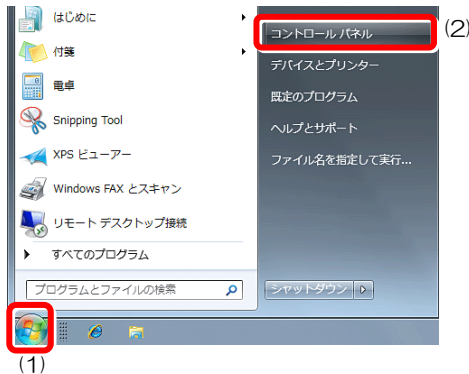 はじめに
付箋
電卓
Snipping Tool
XPS ビューアー
Windows FAX とスキャン
リモート デスクトップ接続
すべてのプログラム
プログラムとファイルの検索
コントロール パネル
(2)
デバイスとプリンター
既定のプログラム
ヘルプとサポート
ファイル名を指定して実行...
シャットダウン
(1)